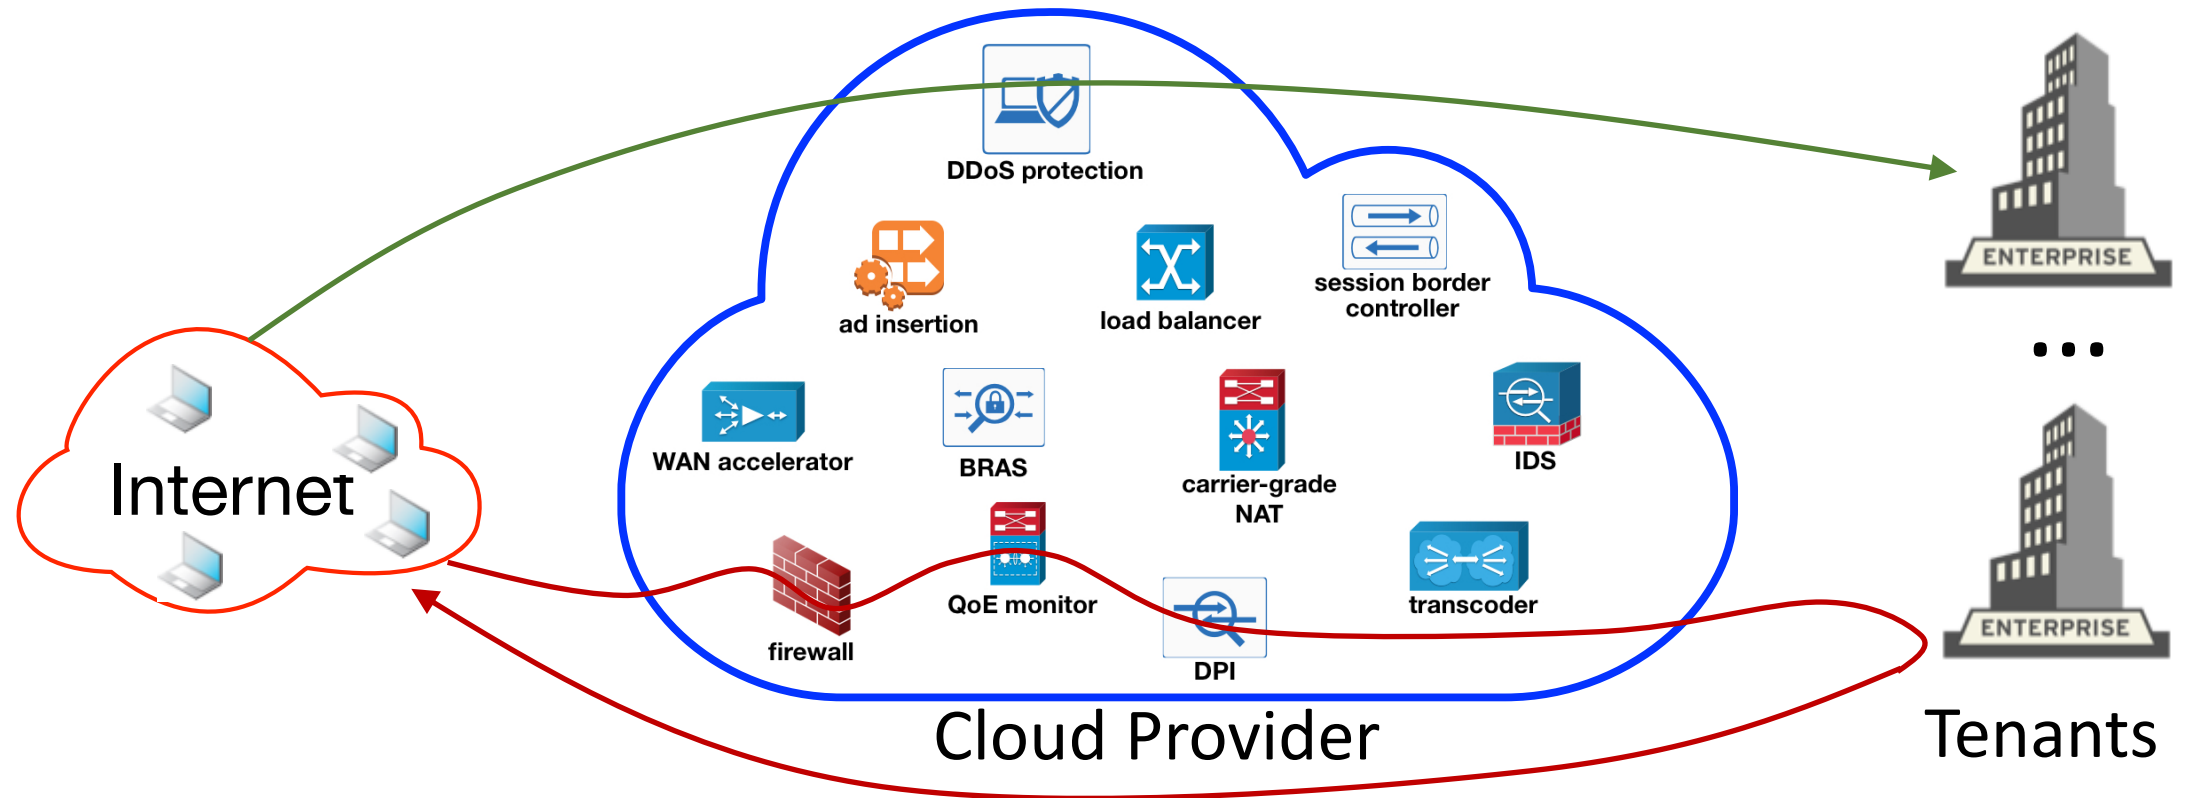 DDoS protection
ENTERPRISE
session border
controller
ad insertion
load balancer
...
WAN accelerator
BRAS
carrier-grade
NAT
IDS
Internet
QoE monitor
transcoder
firewall
DPI
ENTERPRISE
Cloud Provider
Tenants